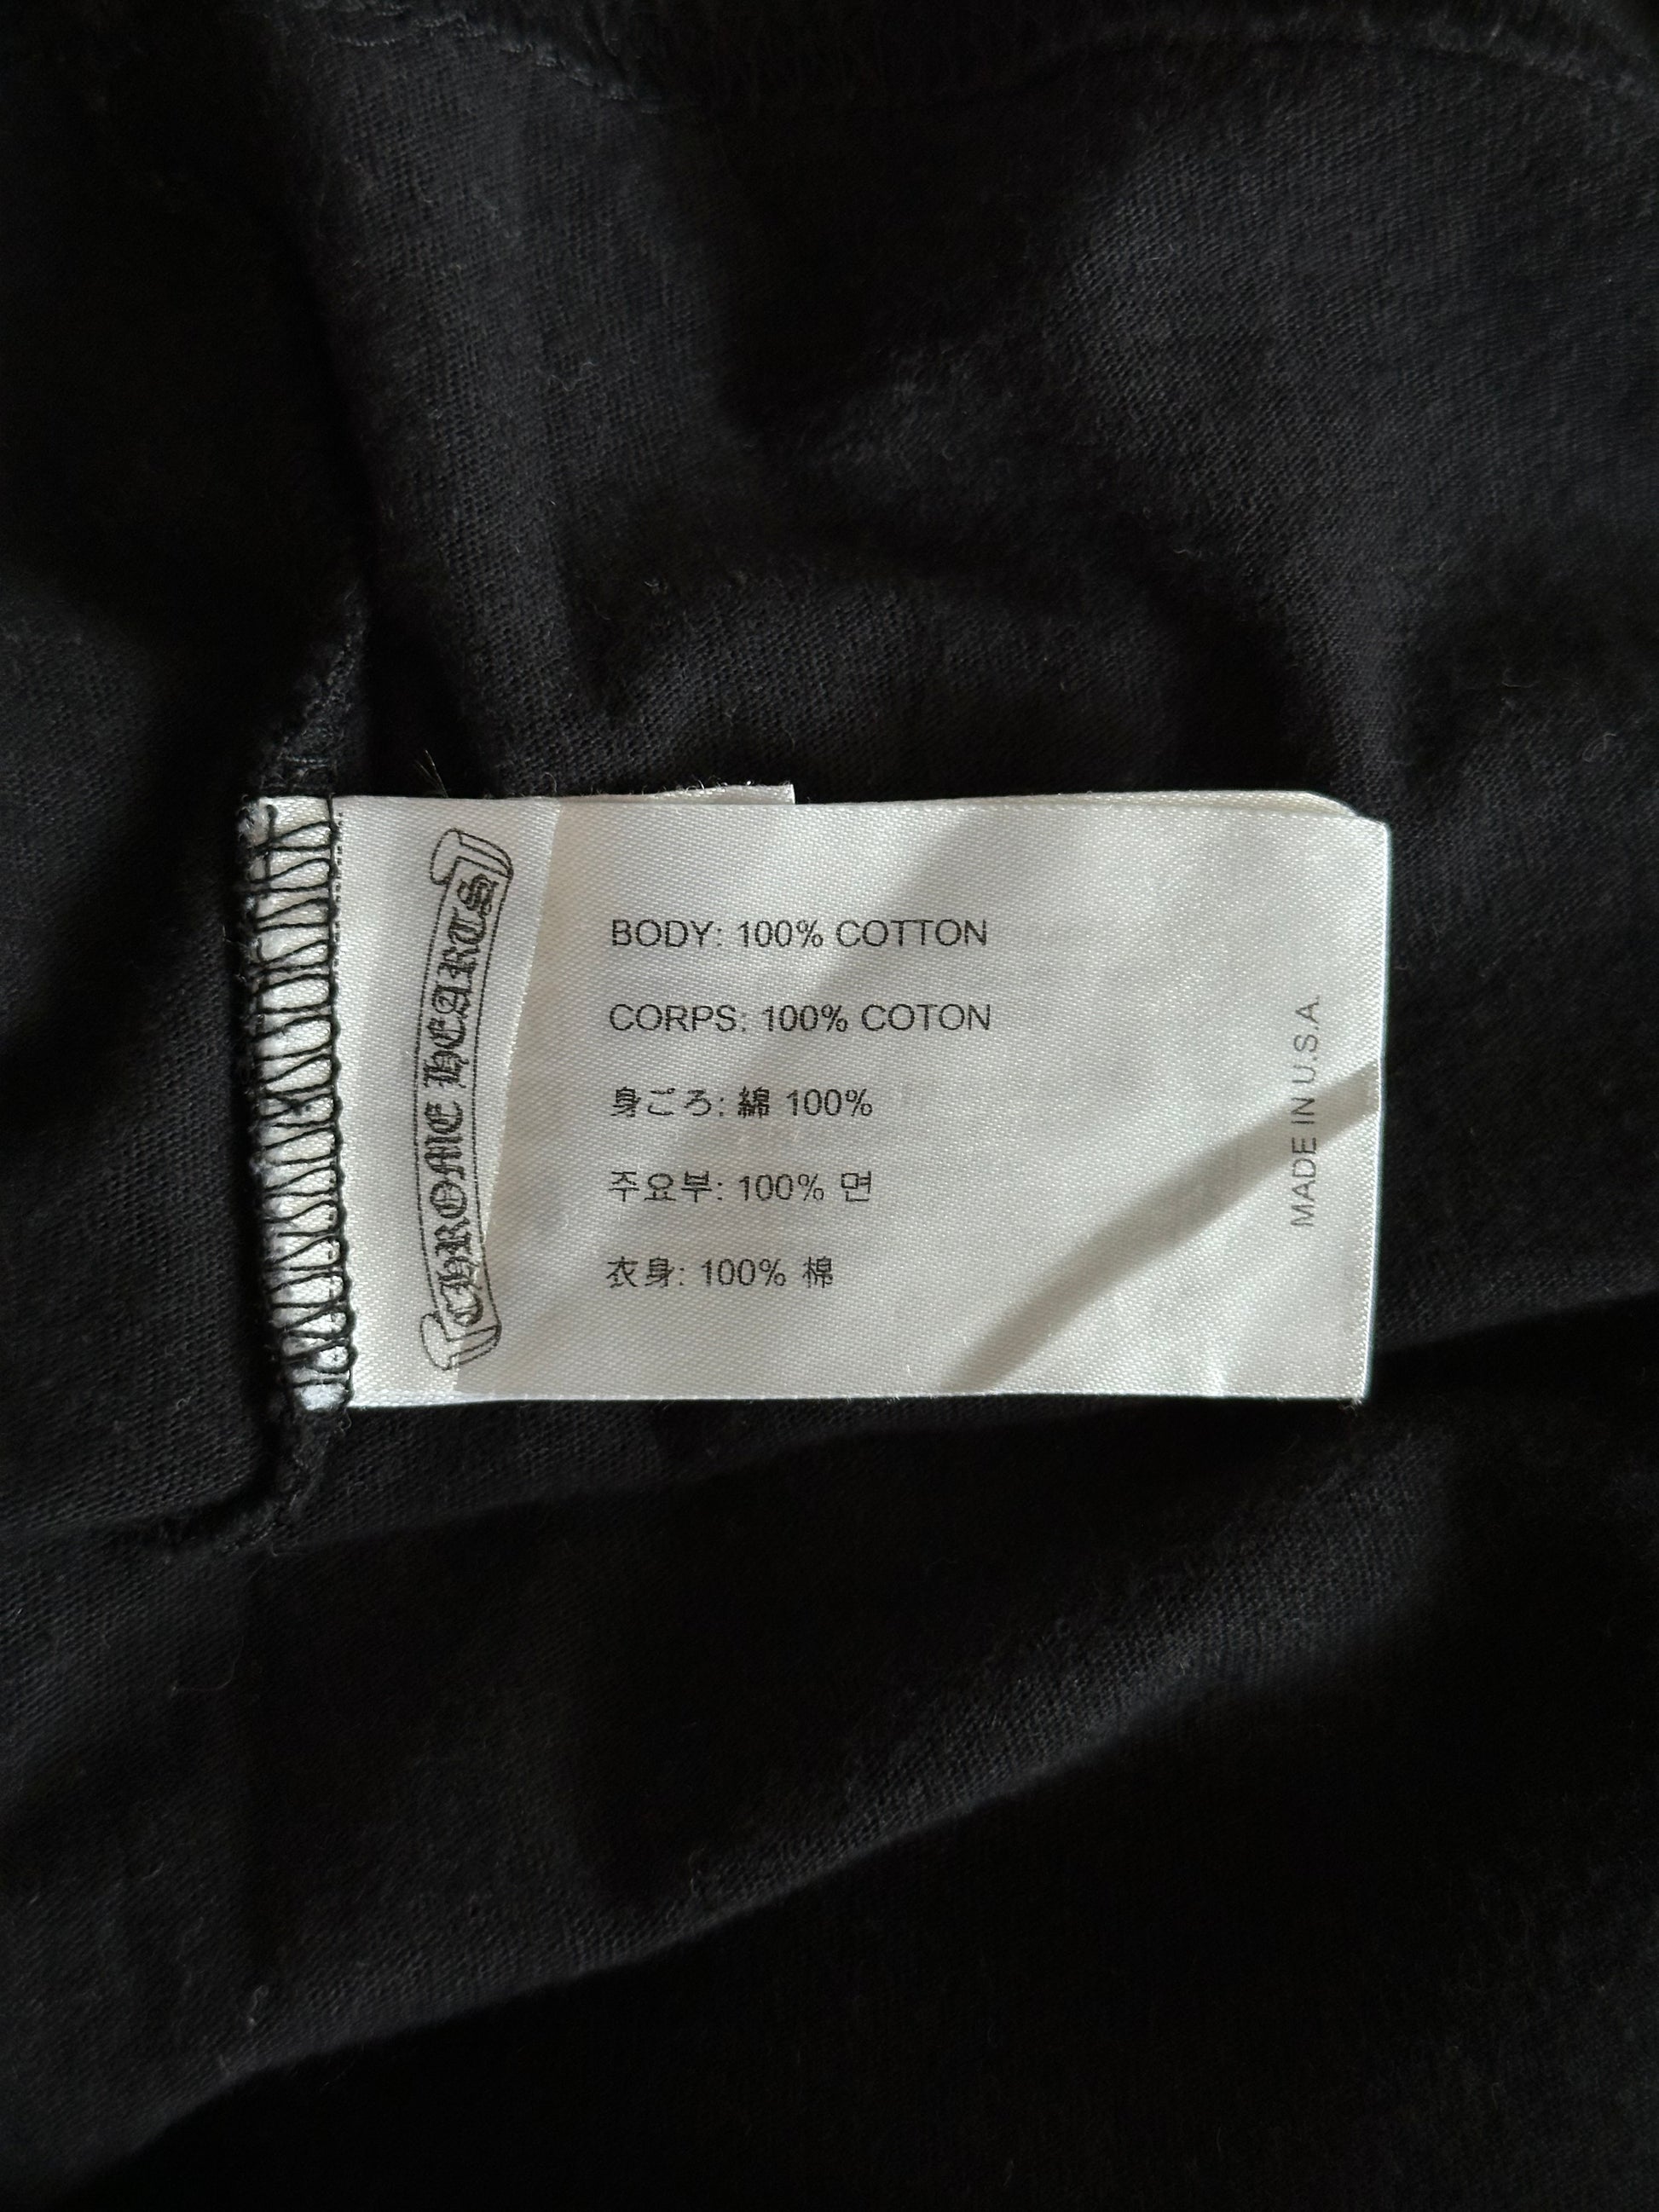 CHROME HEARTS
BODY: 100% COTTON
CORPS: 100% COTON
身ごろ: 綿 100%
주요부: 100% 면
衣身: 100% 棉
MADE IN U.S.A.